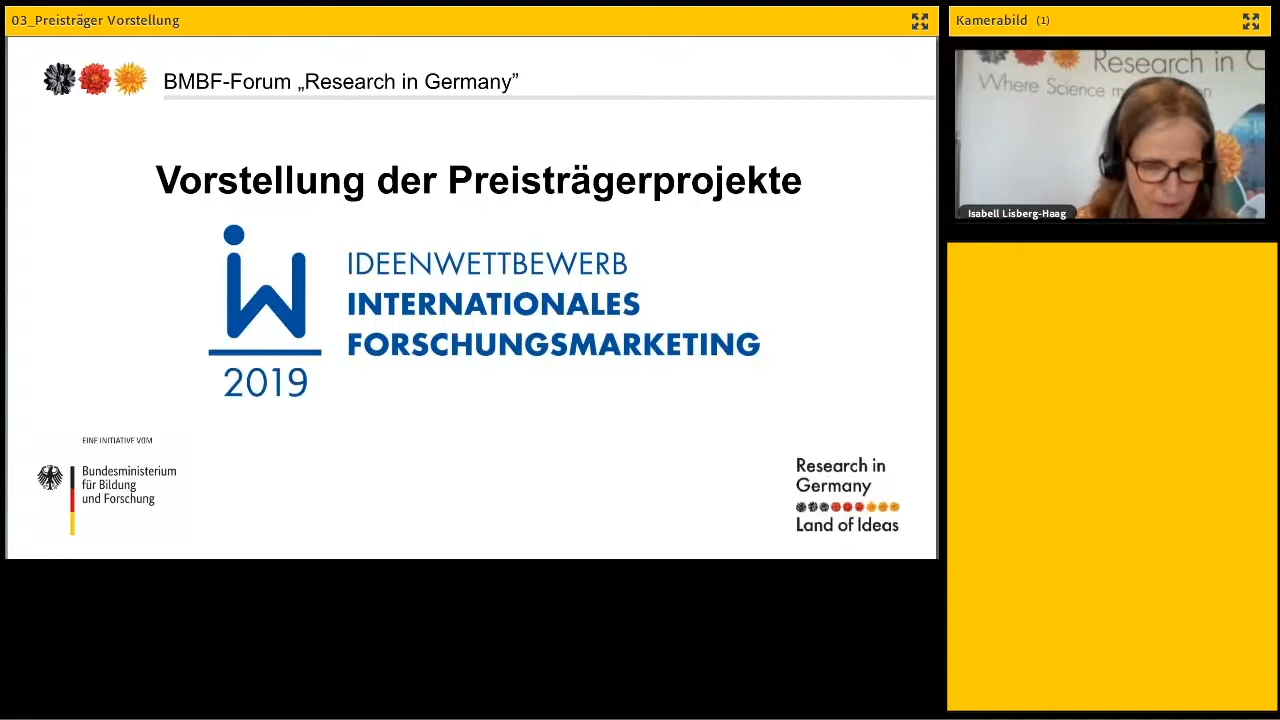 03_Preisträger Vorstellung
Kamerabild (1)
BMBF-Forum „Research in Germany”
Research in
Where Science
Isabell Lisberg-Haag
Vorstellung der Preisträgerprojekte
IDEENWETTBEWERB
INTERNATIONALES
FORSCHUNGSMARKETING
2019
EINE INITIATIVE VOM
Bundesministerium
für Bildung
und Forschung
Research in
Germany
Land of Ideas